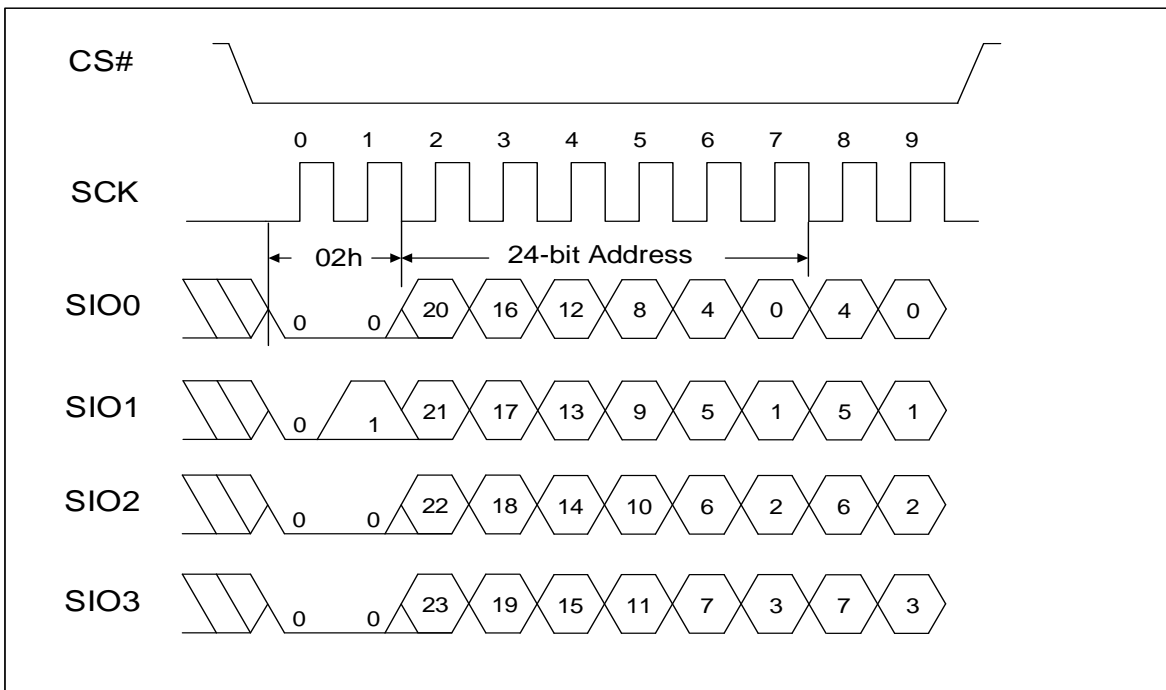 CS#
0 1 2 3 4 5 6 7 8 9
SCK
02h 24-bit Address
SIO0 0 0 20 16 12 8 4 0 4 0
SIO1 0 1 21 17 13 9 5 1 5 1
SIO2 0 0 22 18 14 10 6 2 6 2
SIO3 0 0 23 19 15 11 7 3 7 3